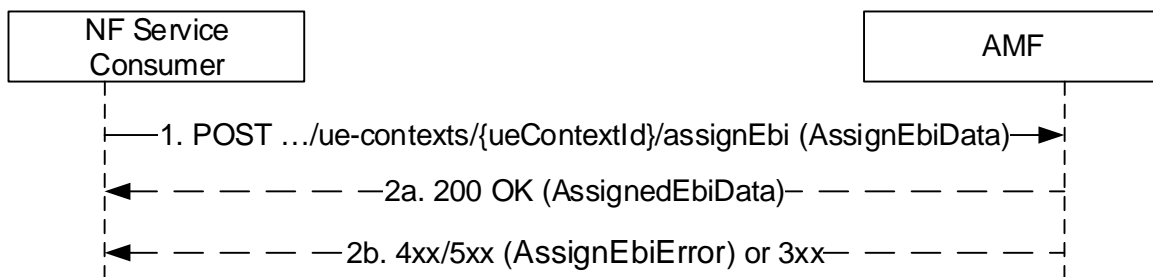 NF Service
Consumer
AMF
1. POST …/ue-contexts/{ueContextId}/assignEbi (AssignEbiData)
2a. 200 OK (AssignedEbiData)
2b. 4xx/5xx (AssignEbiError) or 3xx